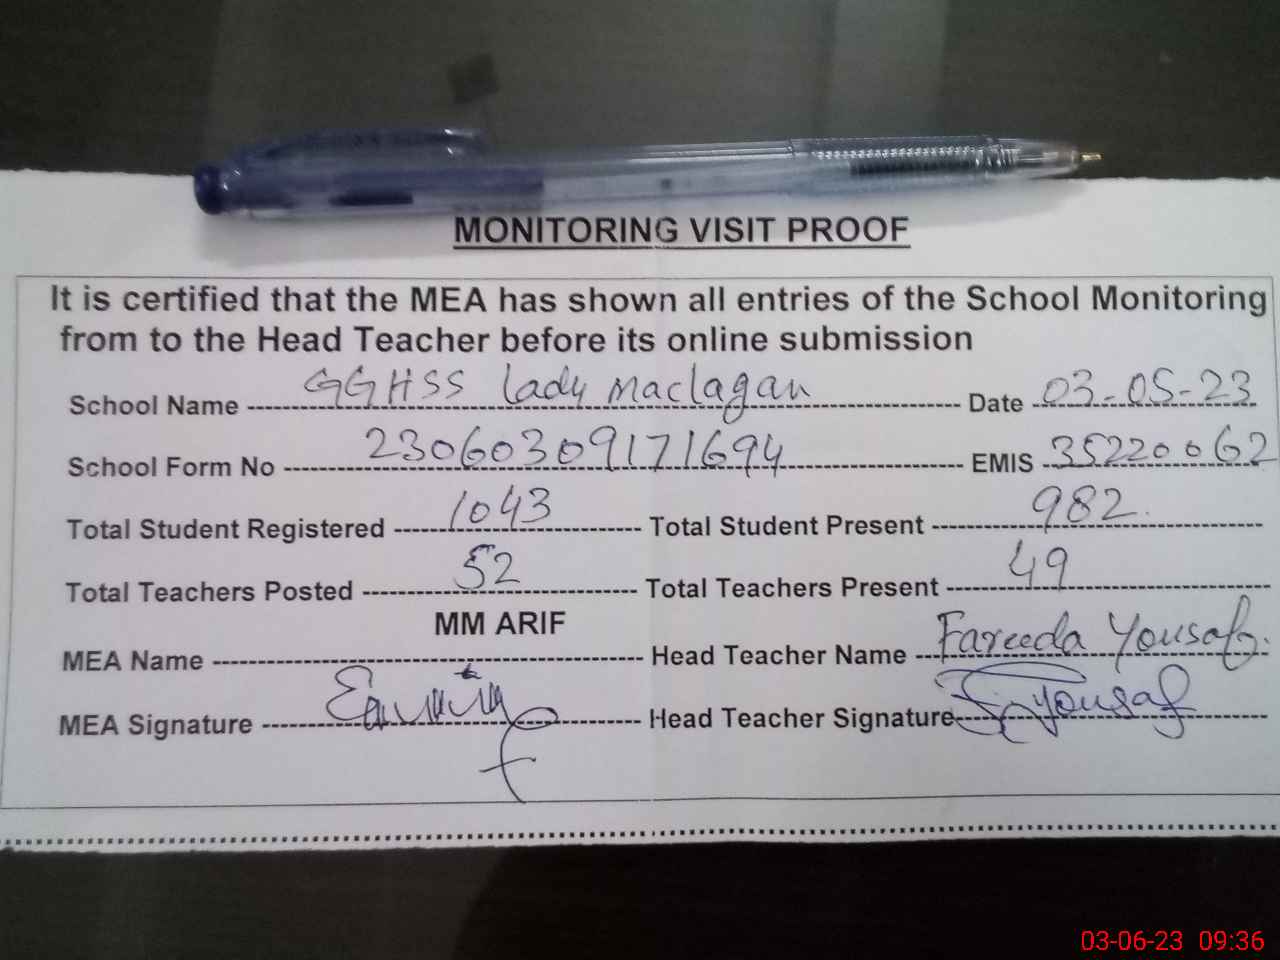 MONITORING VISIT PROOF
It is certified that the MEA has shown all entries of the School Monitoring
from to the Head Teacher before its online submission
School Name GGHSS Lady Maclagan Date 03-05-23
School Form No 23060309171694 EMIS 35220062
Total Student Registered 1043 Total Student Present 982.
Total Teachers Posted 52 Total Teachers Present 49
MEA Name MM ARIF Head Teacher Name Fareeda Yousaf.
MEA Signature Head Teacher Signature Yousaf
03-06-23 09:36